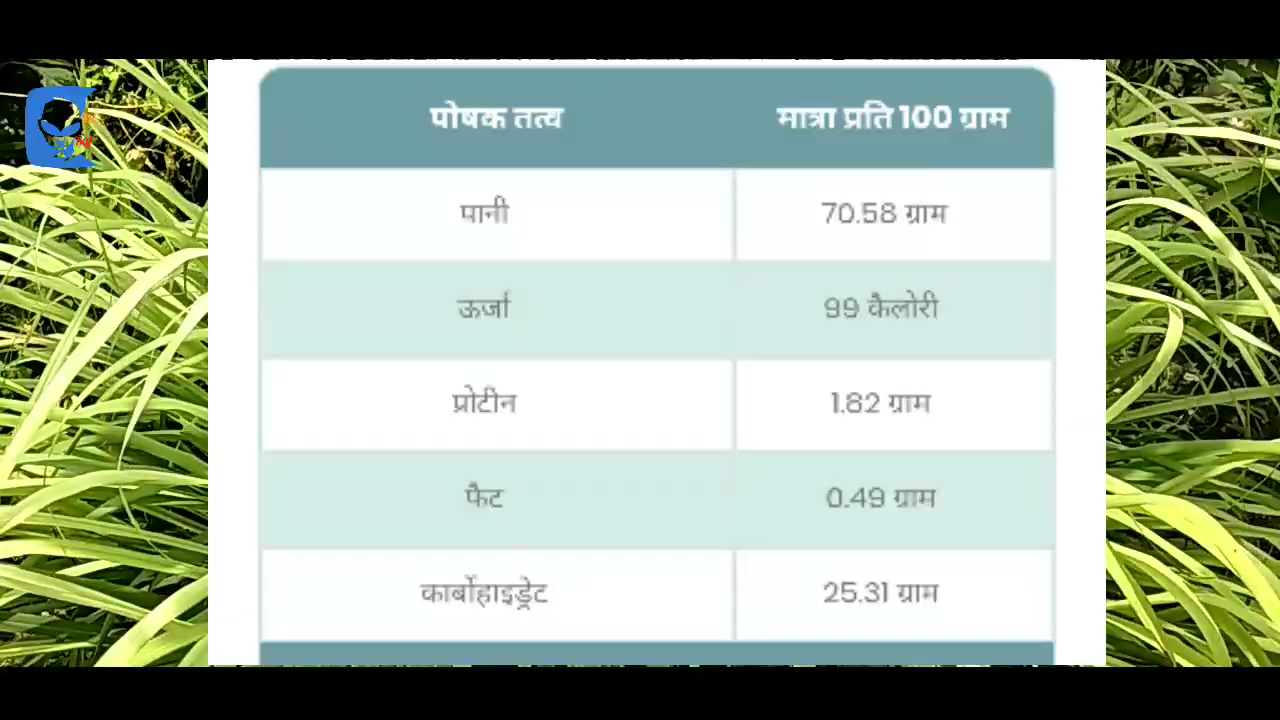 पोषक तत्व मात्रा प्रति 100 ग्राम
पानी 70.58 ग्राम
ऊर्जा 99 कैलोरी
प्रोटीन 1.82 ग्राम
फैट 0.49 ग्राम
कार्बोहाइड्रेट 25.31 ग्राम